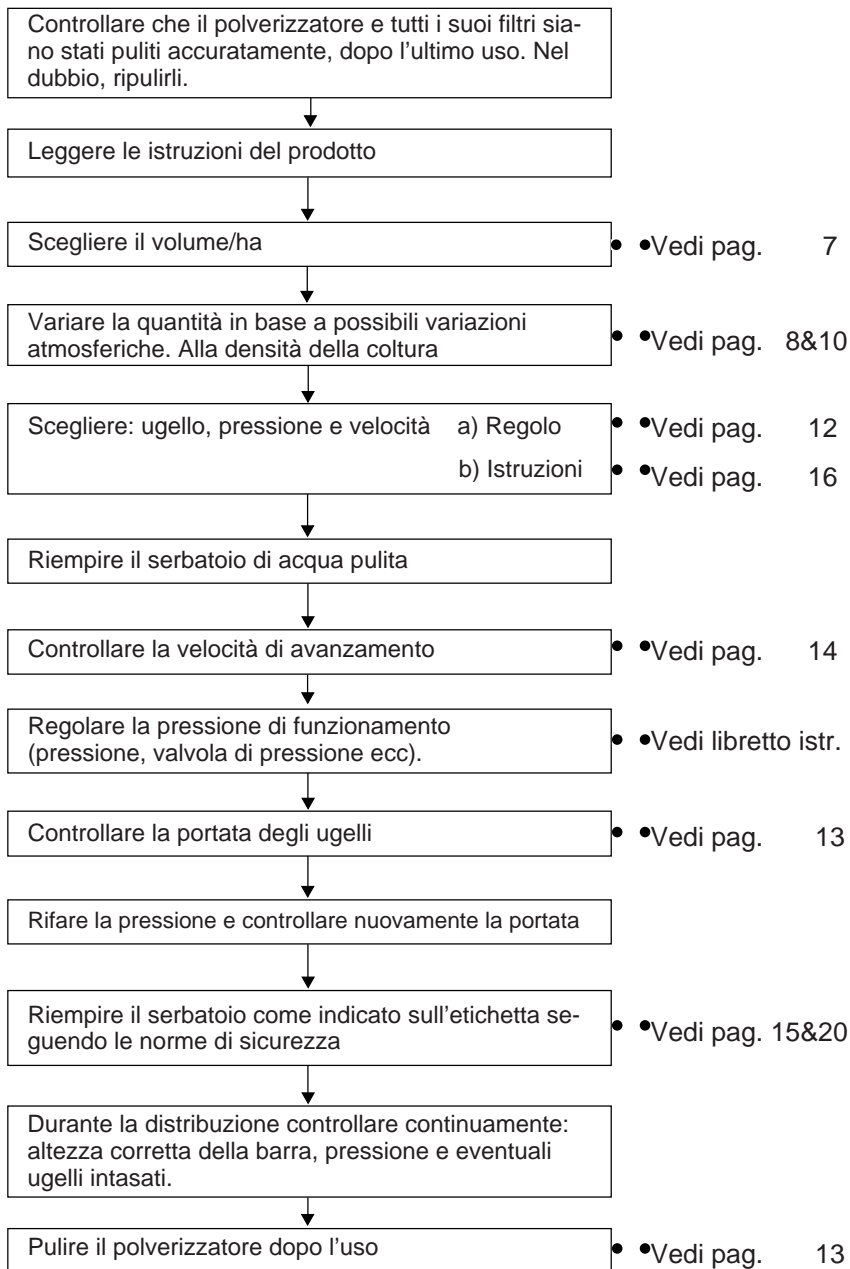 Controllare che il polverizzatore e tutti i suoi filtri sia-
no stati puliti accuratamente, dopo l'ultimo uso. Nel
dubbio, ripulirli.
Leggere le istruzioni del prodotto
Scegliere il volume/ha
• •Vedi pag. 7
Variare la quantità in base a possibili variazioni
atmosferiche. Alla densità della coltura
• •Vedi pag. 8&10
Scegliere: ugello, pressione e velocità a) Regolo
• •Vedi pag. 12
b) Istruzioni
• •Vedi pag. 16
Riempire il serbatoio di acqua pulita
Controllare la velocità di avanzamento
• •Vedi pag. 14
Regolare la pressione di funzionamento
(pressione, valvola di pressione ecc).
• •Vedi libretto istr.
Controllare la portata degli ugelli
• •Vedi pag. 13
Rifare la pressione e controllare nuovamente la portata
Riempire il serbatoio come indicato sull'etichetta se-
guendo le norme di sicurezza
• •Vedi pag. 15&20
Durante la distribuzione controllare continuamente:
altezza corretta della barra, pressione e eventuali
ugelli intasati.
Pulire il polverizzatore dopo l'uso
• •Vedi pag. 13